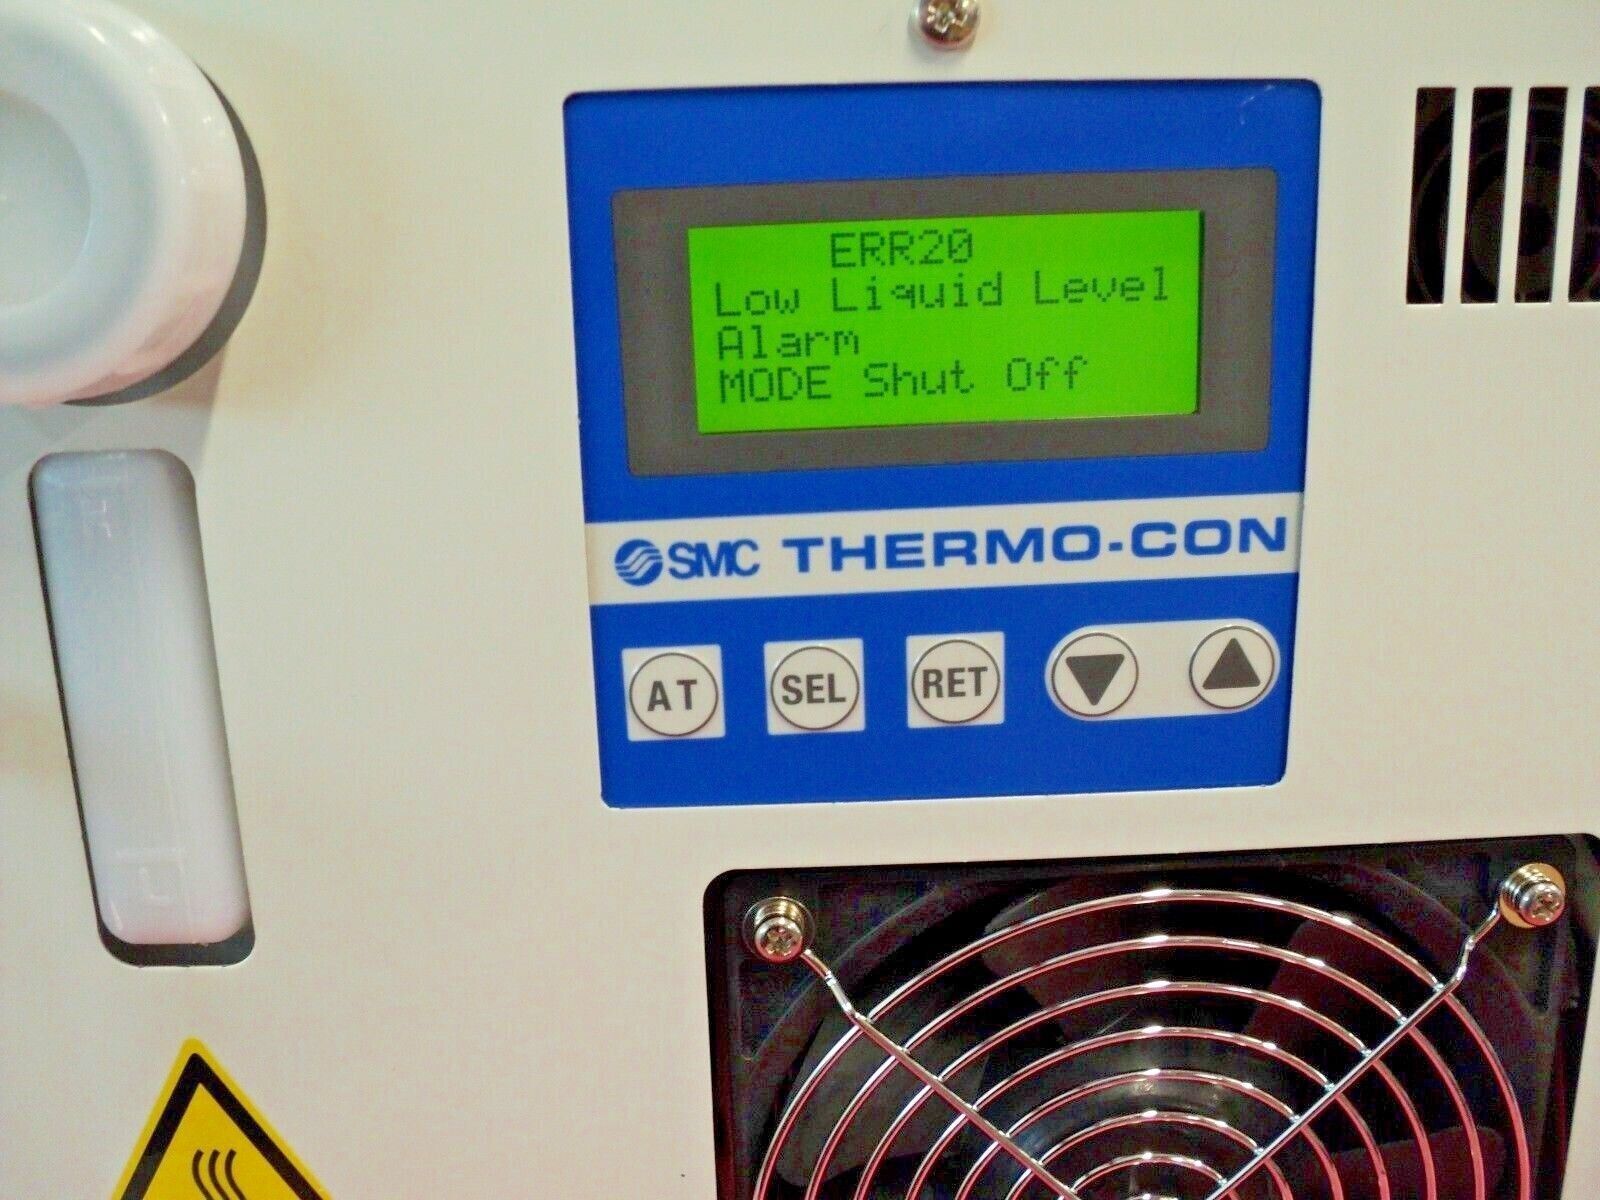 ERR20
Low Liquid Level
Alarm
MODE Shut Off
SMC THERMO-CON
AT SEL RET
H
L